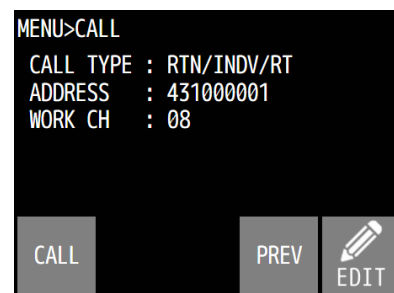 MENU>CALL
CALL TYPE : RTN/INDV/RT
ADDRESS : 431000001
WORK CH : 08
CALL PREV EDIT